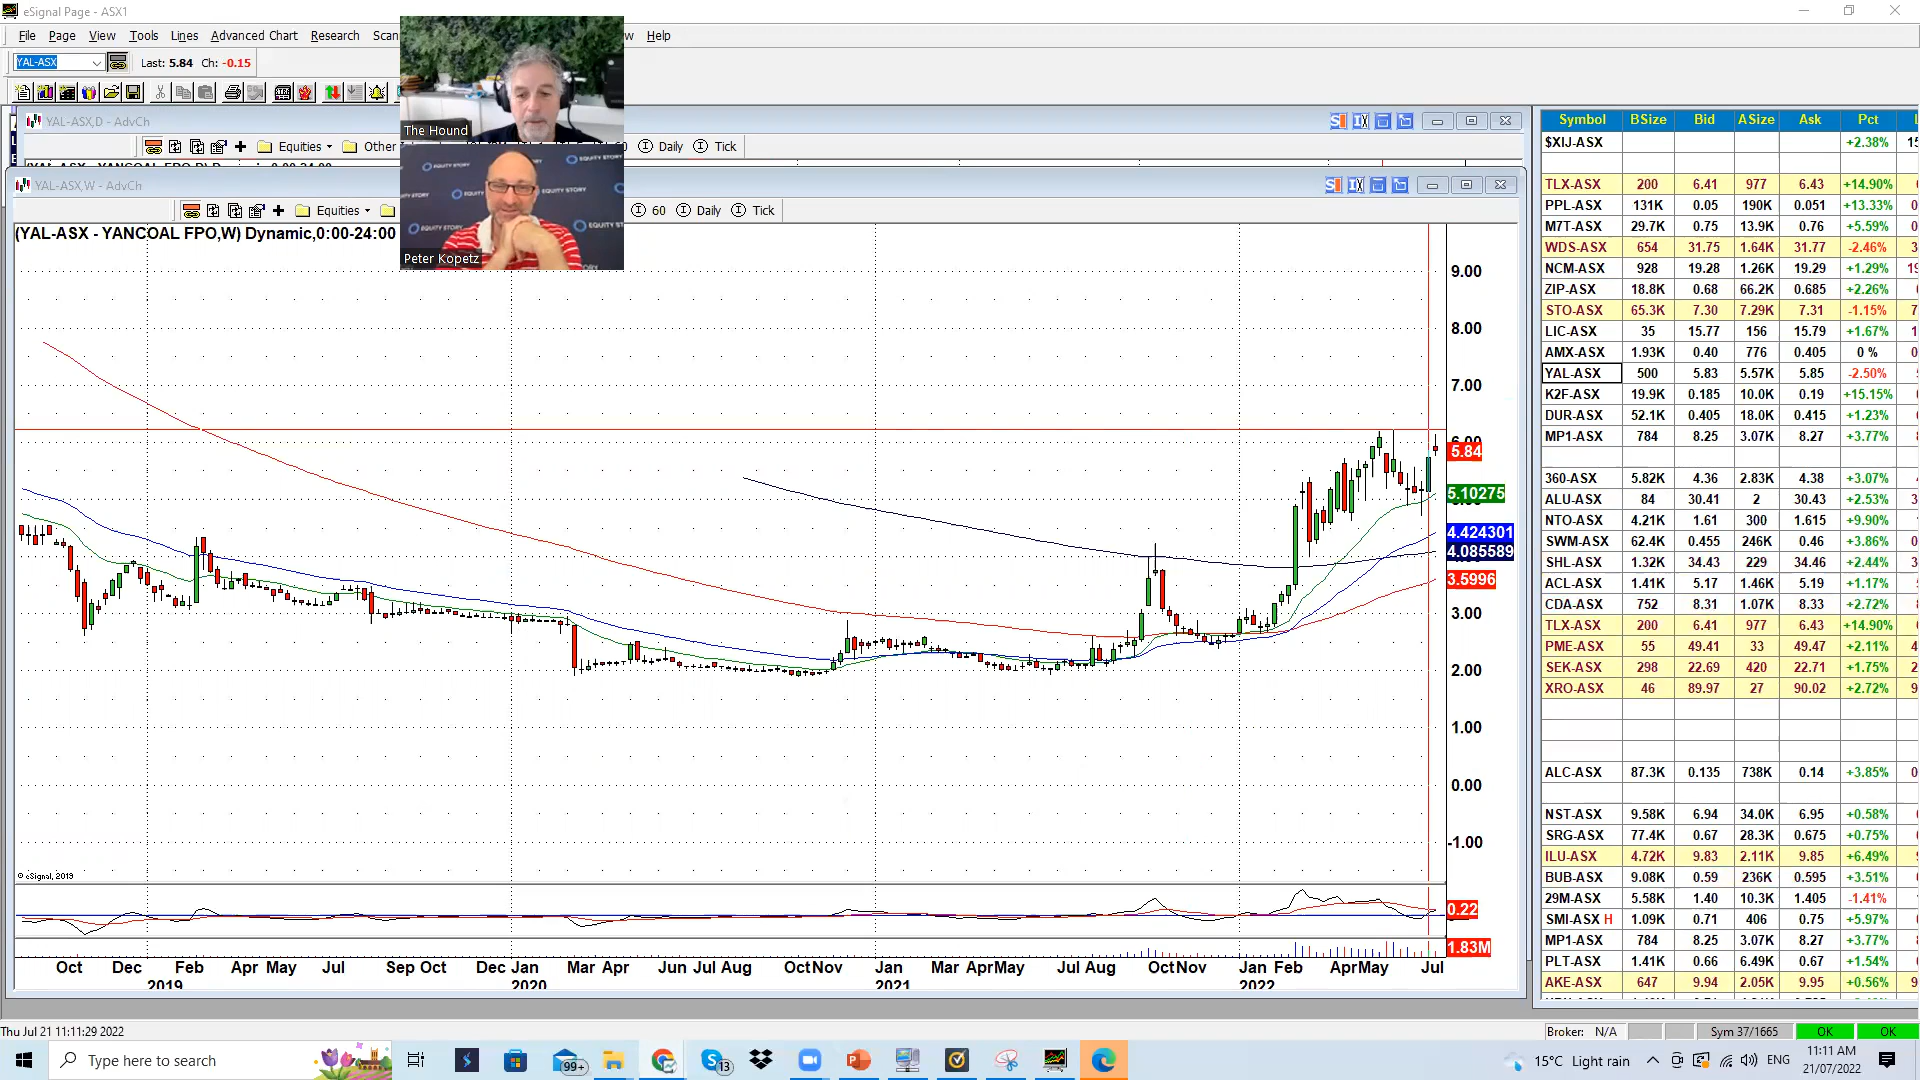 eSignal Page - ASX1
File Page View Tools Lines Advanced Chart Research Scan w Help
YAL-ASX Last: 5.84 Ch: -0.15
YAL-ASX,D - AdvCh
Equities Other Daily Tick
YAL-ASX,W - AdvCh
Equities 60 Daily Tick
(YAL-ASX - YANCOAL FPO,W) Dynamic,0:00-24:00
The Hound
EQUITY STORY
Peter Kopetz
9.00
8.00
7.00
6.00
5.84
5.10275
4.424301
4.085589
3.5996
3.00
2.00
1.00
0.00
-1.00
© eSignal, 2019
0.22
1.83M
Oct Dec Feb Apr May Jul Sep Oct Dec Jan Mar Apr Jun Jul Aug Oct Nov Jan Mar Apr May Jul Aug Oct Nov Jan Feb Apr May Jul
2019 2020 2021 2022
Symbol BSize Bid ASize Ask Pct
$XIJ-ASX +2.38% 15
TLX-ASX 200 6.41 977 6.43 +14.90%
PPL-ASX 131K 0.05 190K 0.051 +13.33%
M7T-ASX 29.7K 0.75 13.9K 0.76 +5.59%
WDS-ASX 654 31.75 1.64K 31.77 -2.46% 3
NCM-ASX 928 19.28 1.26K 19.29 +1.29% 19
ZIP-ASX 18.8K 0.68 66.2K 0.685 +2.26%
STO-ASX 65.3K 7.30 7.29K 7.31 -1.15% 7
LIC-ASX 35 15.77 156 15.79 +1.67% 1
AMX-ASX 1.93K 0.40 776 0.405 0 %
YAL-ASX 500 5.83 5.57K 5.85 -2.50%
K2F-ASX 19.9K 0.185 10.0K 0.19 +15.15%
DUR-ASX 52.1K 0.405 18.0K 0.415 +1.23%
MP1-ASX 784 8.25 3.07K 8.27 +3.77%
360-ASX 5.82K 4.36 2.83K 4.38 +3.07%
ALU-ASX 84 30.41 2 30.43 +2.53%
NTO-ASX 4.21K 1.61 300 1.615 +9.90%
SWM-ASX 62.4K 0.455 246K 0.46 +3.86%
SHL-ASX 1.32K 34.43 229 34.46 +2.44%
ACL-ASX 1.41K 5.17 1.46K 5.19 +1.17%
CDA-ASX 752 8.31 1.07K 8.33 +2.72%
TLX-ASX 200 6.41 977 6.43 +14.90%
PME-ASX 55 49.41 33 49.47 +2.11%
SEK-ASX 298 22.69 420 22.71 +1.75%
XRO-ASX 46 89.97 27 90.02 +2.72%
ALC-ASX 87.3K 0.135 738K 0.14 +3.85%
NST-ASX 9.58K 6.94 34.0K 6.95 +0.58%
SRG-ASX 77.4K 0.67 28.3K 0.675 +0.75%
ILU-ASX 4.72K 9.83 2.11K 9.85 +6.49%
BUB-ASX 9.08K 0.59 236K 0.595 +3.51%
29M-ASX 5.58K 1.40 10.3K 1.405 -1.41%
SMI-ASX H 1.09K 0.71 406 0.75 +5.97%
MP1-ASX 784 8.25 3.07K 8.27 +3.77%
PLT-ASX 1.41K 0.66 6.49K 0.67 +1.54%
AKE-ASX 647 9.94 2.05K 9.95 +0.56%
Thu Jul 21 11:11:29 2022
Broker: N/A Sym 37/1665 OK OK
Type here to search
99+
13
15°C Light rain
ENG
11:11 AM
21/07/2022